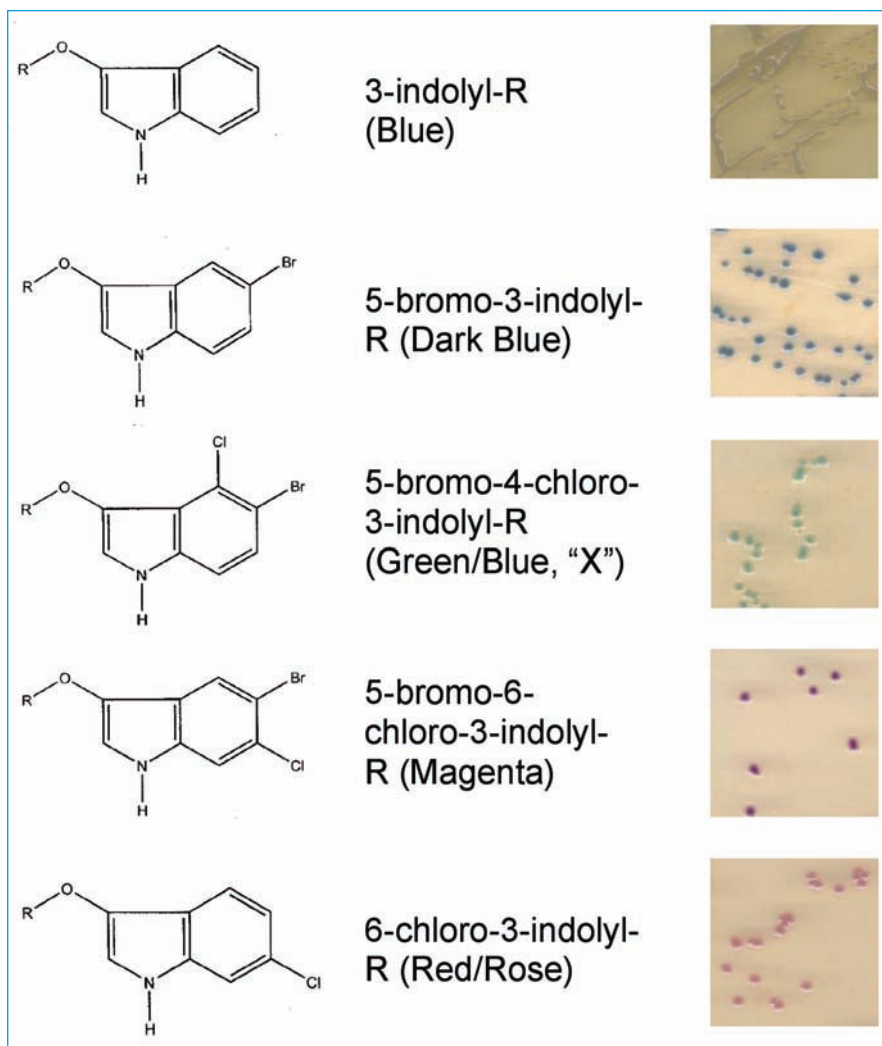 O
R
N
H
3-indolyl-R
(Blue)
Br
O
R
N
H
5-bromo-3-indolyl-
R (Dark Blue)
Cl
Br
O
R
N
H
5-bromo-4-chloro-
3-indolyl-R
(Green/Blue, “X”)
O
Br
R
Cl
N
H
5-bromo-6-
chloro-3-indolyl-
R (Magenta)
O
R
Cl
N
H
6-chloro-3-indolyl-
R (Red/Rose)